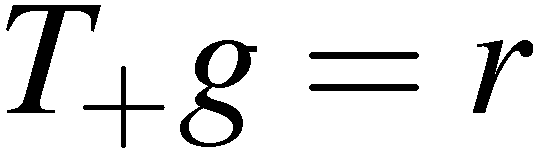 T₊g = r